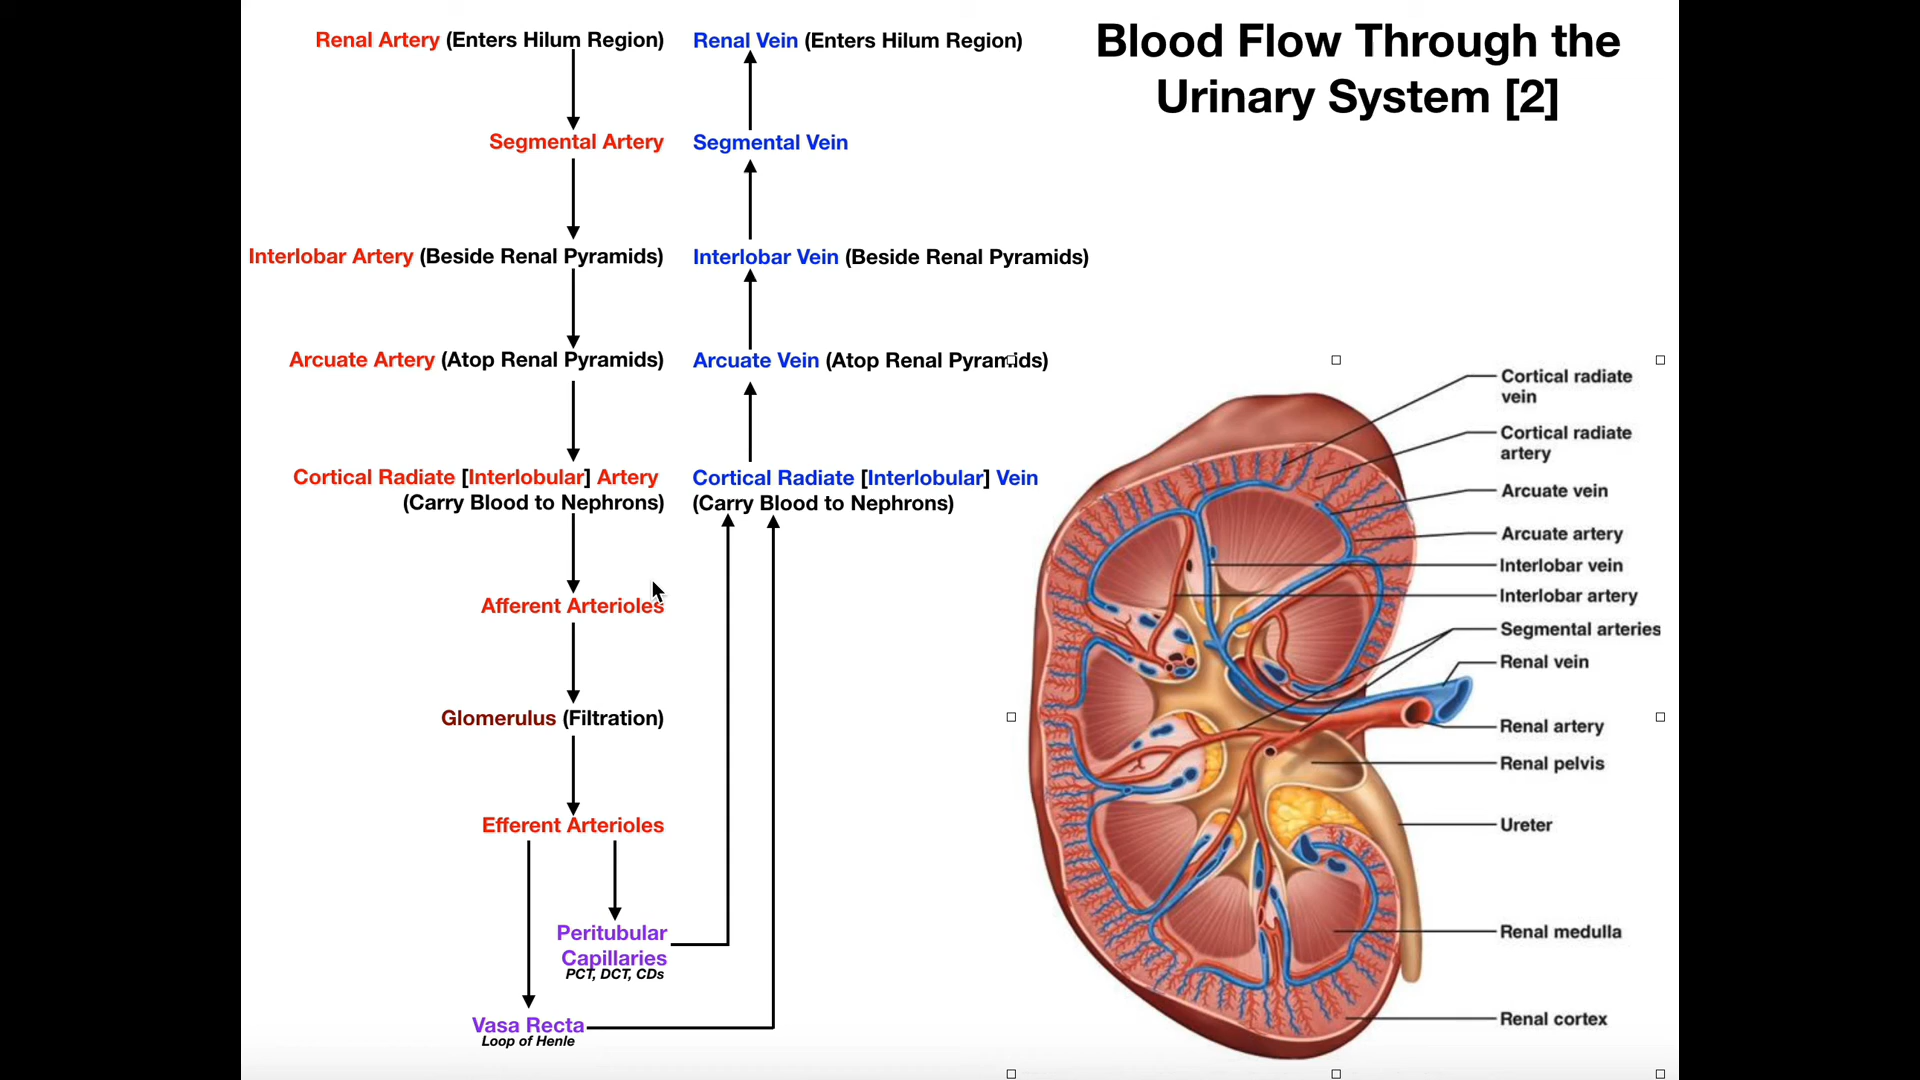 Blood Flow Through the
Urinary System [2]
Renal Artery (Enters Hilum Region)
Renal Vein (Enters Hilum Region)
Segmental Artery
Segmental Vein
Interlobar Artery (Beside Renal Pyramids)
Interlobar Vein (Beside Renal Pyramids)
Arcuate Artery (Atop Renal Pyramids)
Arcuate Vein (Atop Renal Pyramids)
Cortical Radiate [Interlobular] Artery
(Carry Blood to Nephrons)
Cortical Radiate [Interlobular] Vein
(Carry Blood to Nephrons)
Afferent Arterioles
Glomerulus (Filtration)
Efferent Arterioles
Peritubular
Capillaries
PCT, DCT, CDs
Vasa Recta
Loop of Henle
Cortical radiate
vein
Cortical radiate
artery
Arcuate vein
Arcuate artery
Interlobar vein
Interlobar artery
Segmental arteries
Renal vein
Renal artery
Renal pelvis
Ureter
Renal medulla
Renal cortex